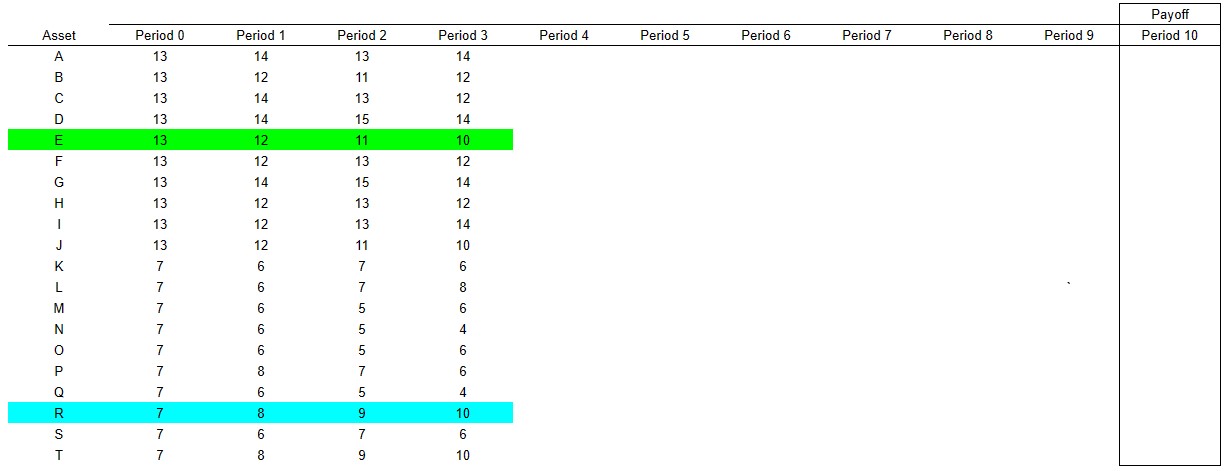 Payoff
Asset Period 0 Period 1 Period 2 Period 3 Period 4 Period 5 Period 6 Period 7 Period 8 Period 9 Period 10
A 13 14 13 14
B 13 12 11 12
C 13 14 13 12
D 13 14 15 14
E 13 12 11 10
F 13 12 13 12
G 13 14 15 14
H 13 12 13 12
I 13 12 13 14
J 13 12 11 10
K 7 6 7 6
L 7 6 7 8 `
M 7 6 5 6
N 7 6 5 4
O 7 6 5 6
P 7 8 7 6
Q 7 6 5 4
R 7 8 9 10
S 7 6 7 6
T 7 8 9 10